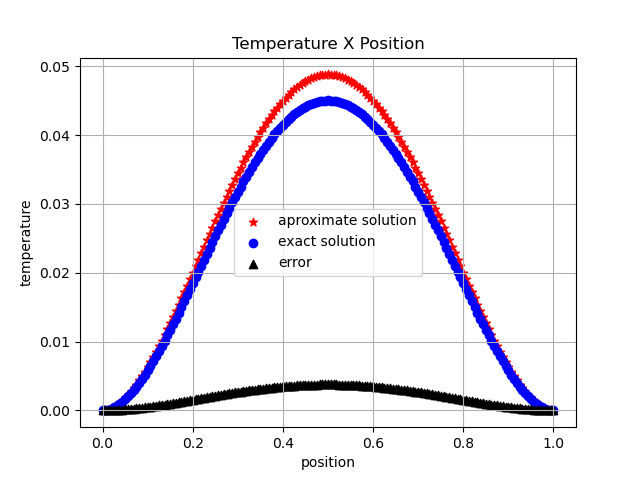 Temperature X Position
0.05
0.04
0.03
0.02
0.01
0.00
temperature
aproximate solution
exact solution
error
0.0 0.2 0.4 0.6 0.8 1.0
position